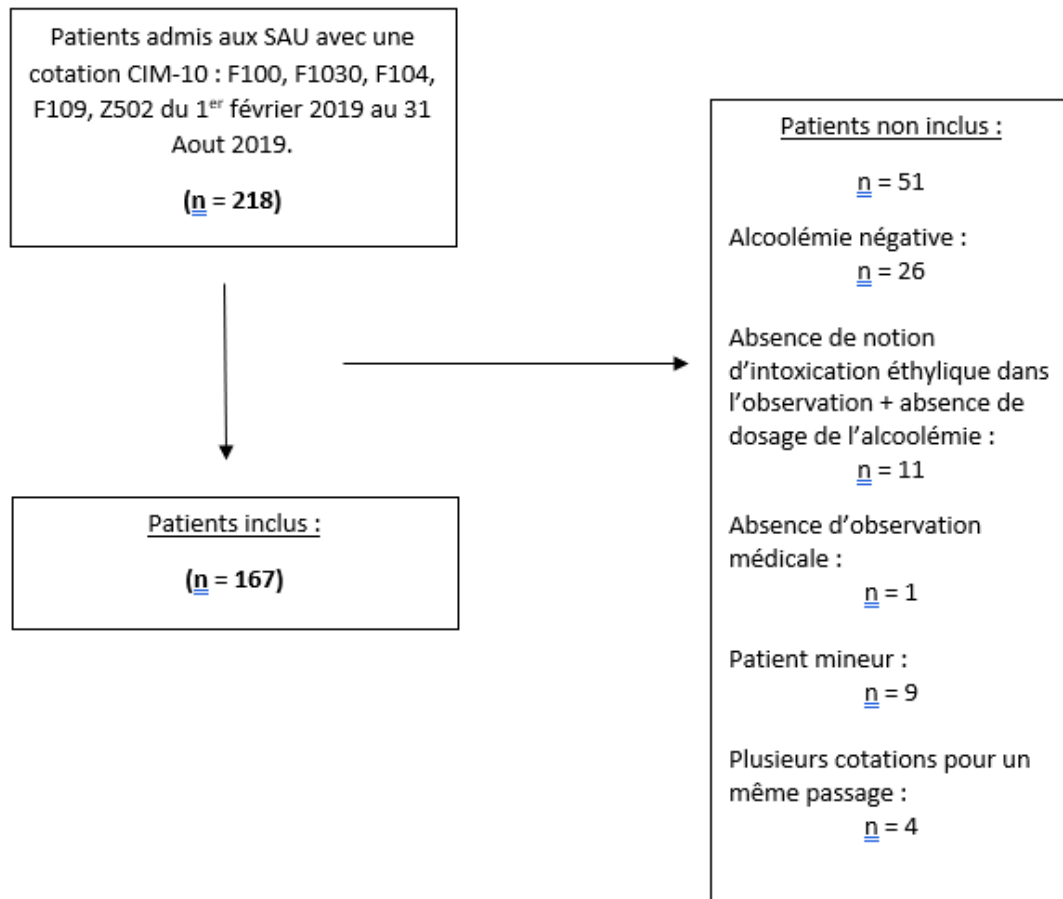 Patients admis aux SAU avec une
cotation CIM-10 : F100, F1030, F104,
F109, Z502 du 1er février 2019 au 31
Aout 2019.
(n = 218)
Patients non inclus :
n = 51
Alcoolémie négative :
n = 26
Absence de notion
d’intoxication éthylique dans
l’observation + absence de
dosage de l’alcoolémie :
n = 11
Absence d’observation
médicale :
n = 1
Patient mineur :
n = 9
Plusieurs cotations pour un
même passage :
n = 4
Patients inclus :
(n = 167)